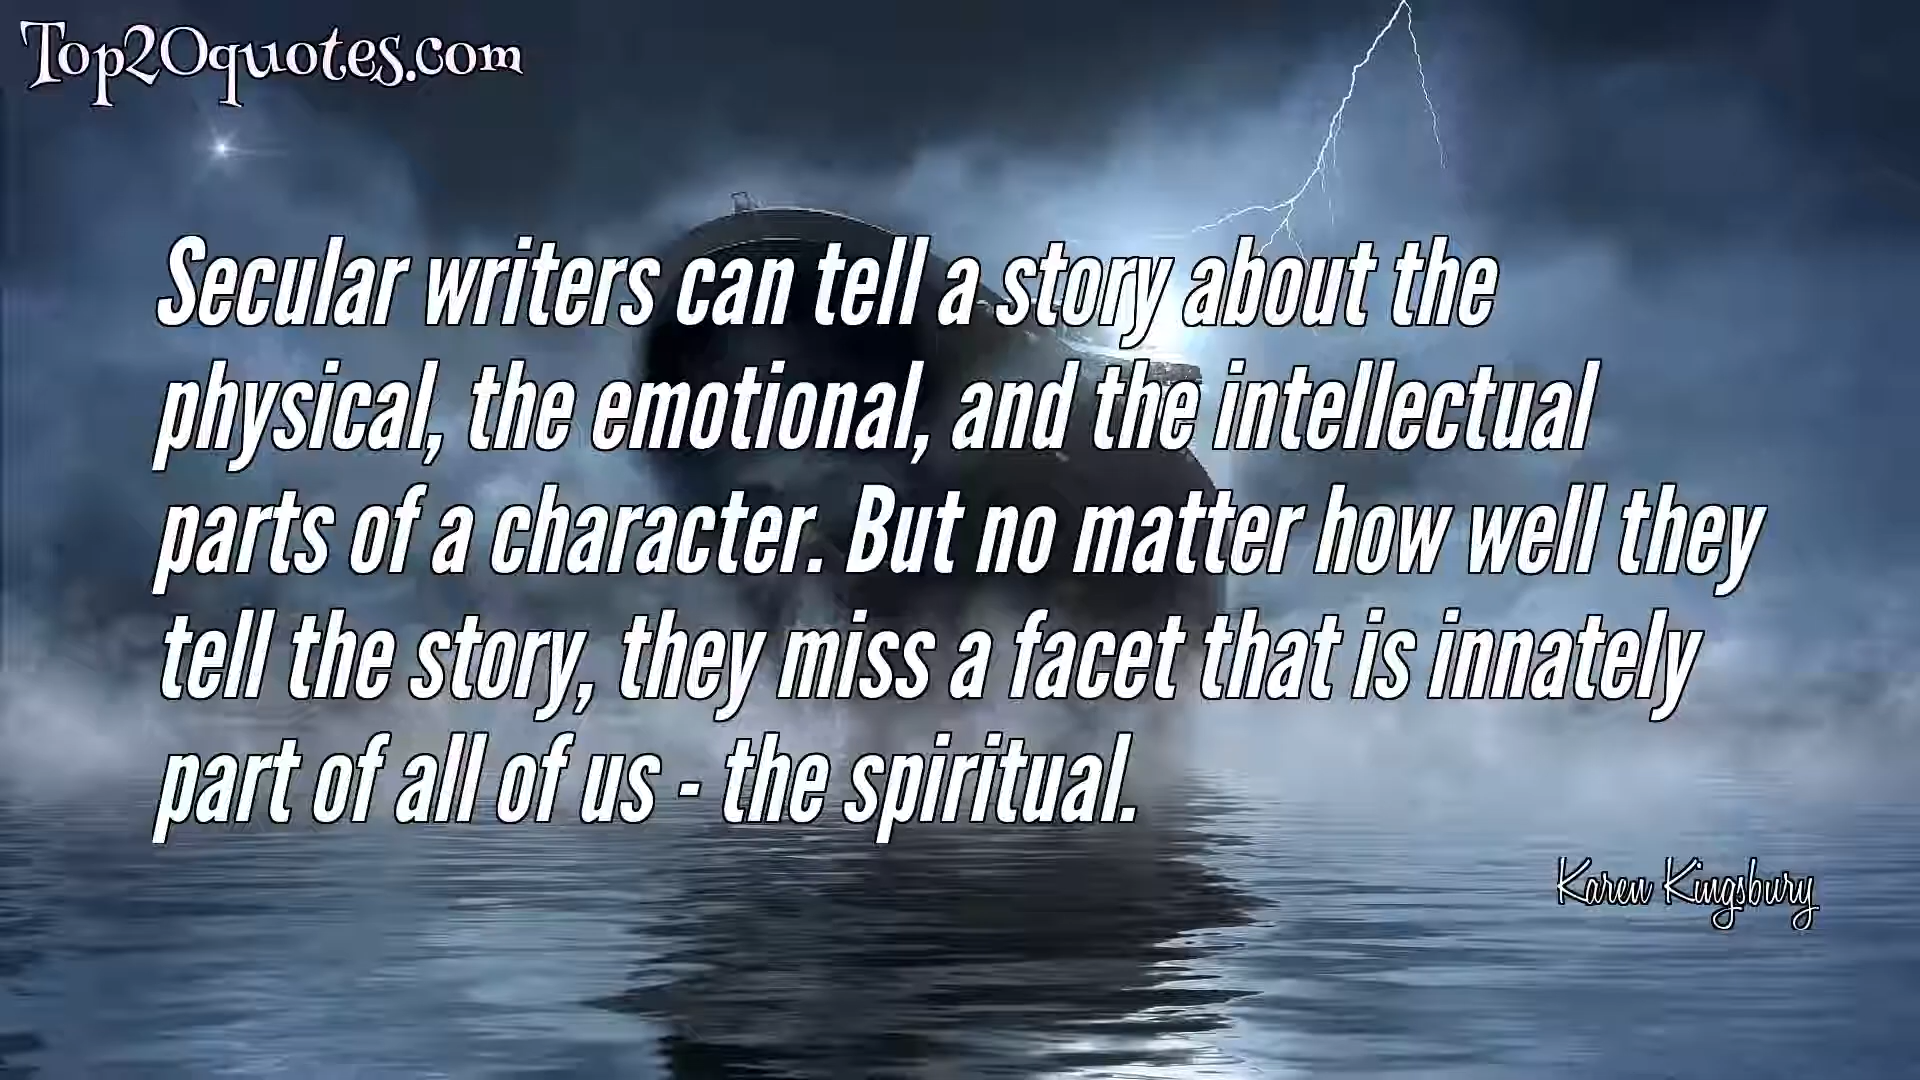 Top20quotes.com
Secular writers can tell a story about the
physical, the emotional, and the intellectual
parts of a character. But no matter how well they
tell the story, they miss a facet that is innately
part of all of us - the spiritual.
Karen Kingsbury